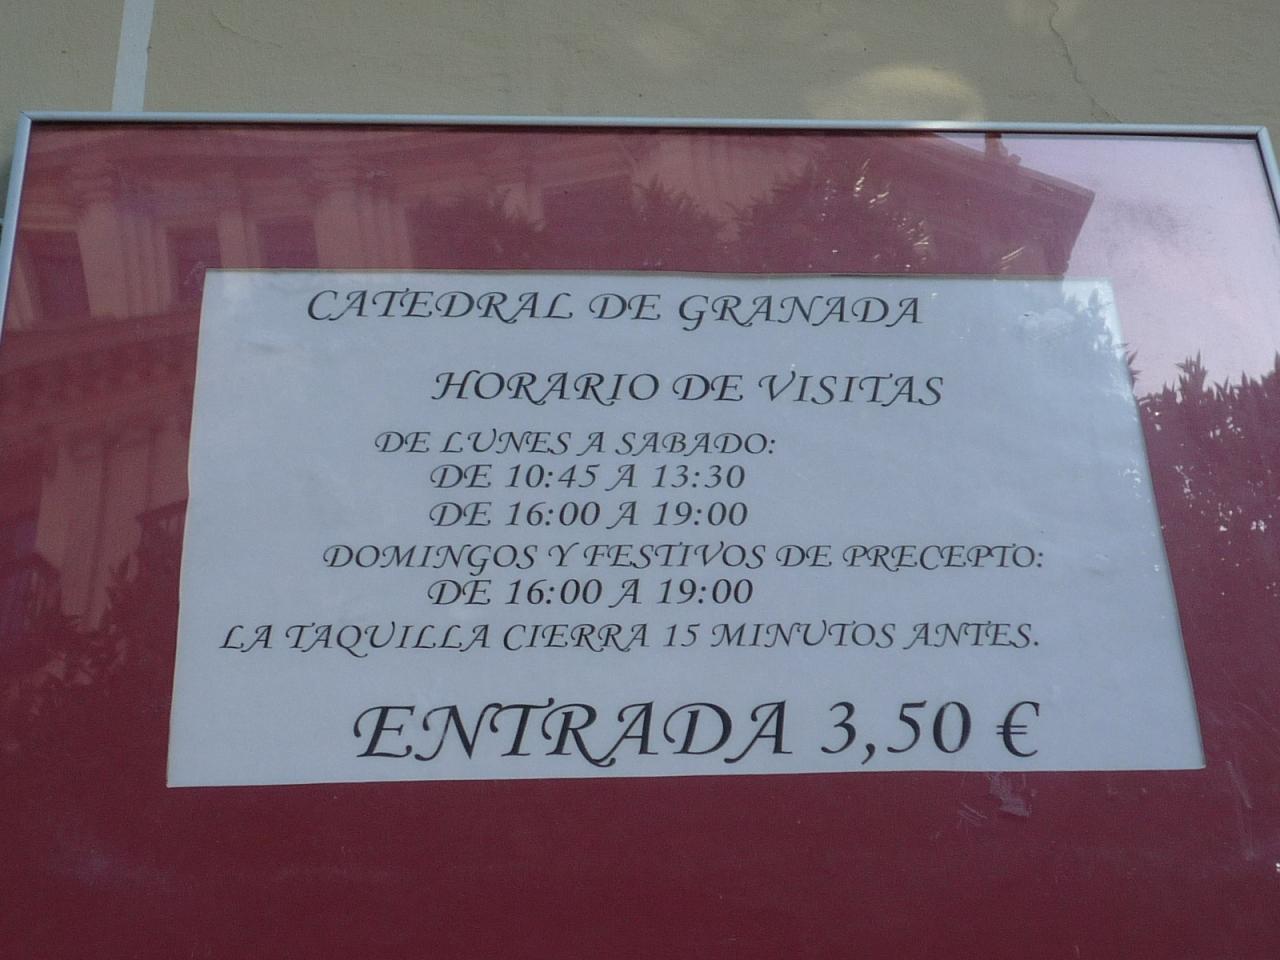 CATEDRAL DE GRANADA
HORARIO DE VISITAS
DE LUNES A SABADO:
DE 10:45 A 13:30
DE 16:00 A 19:00
DOMINGOS Y FESTIVOS DE PRECEPTO:
DE 16:00 A 19:00
LA TAQUILLA CIERRA 15 MINUTOS ANTES.
ENTRADA 3,50 €